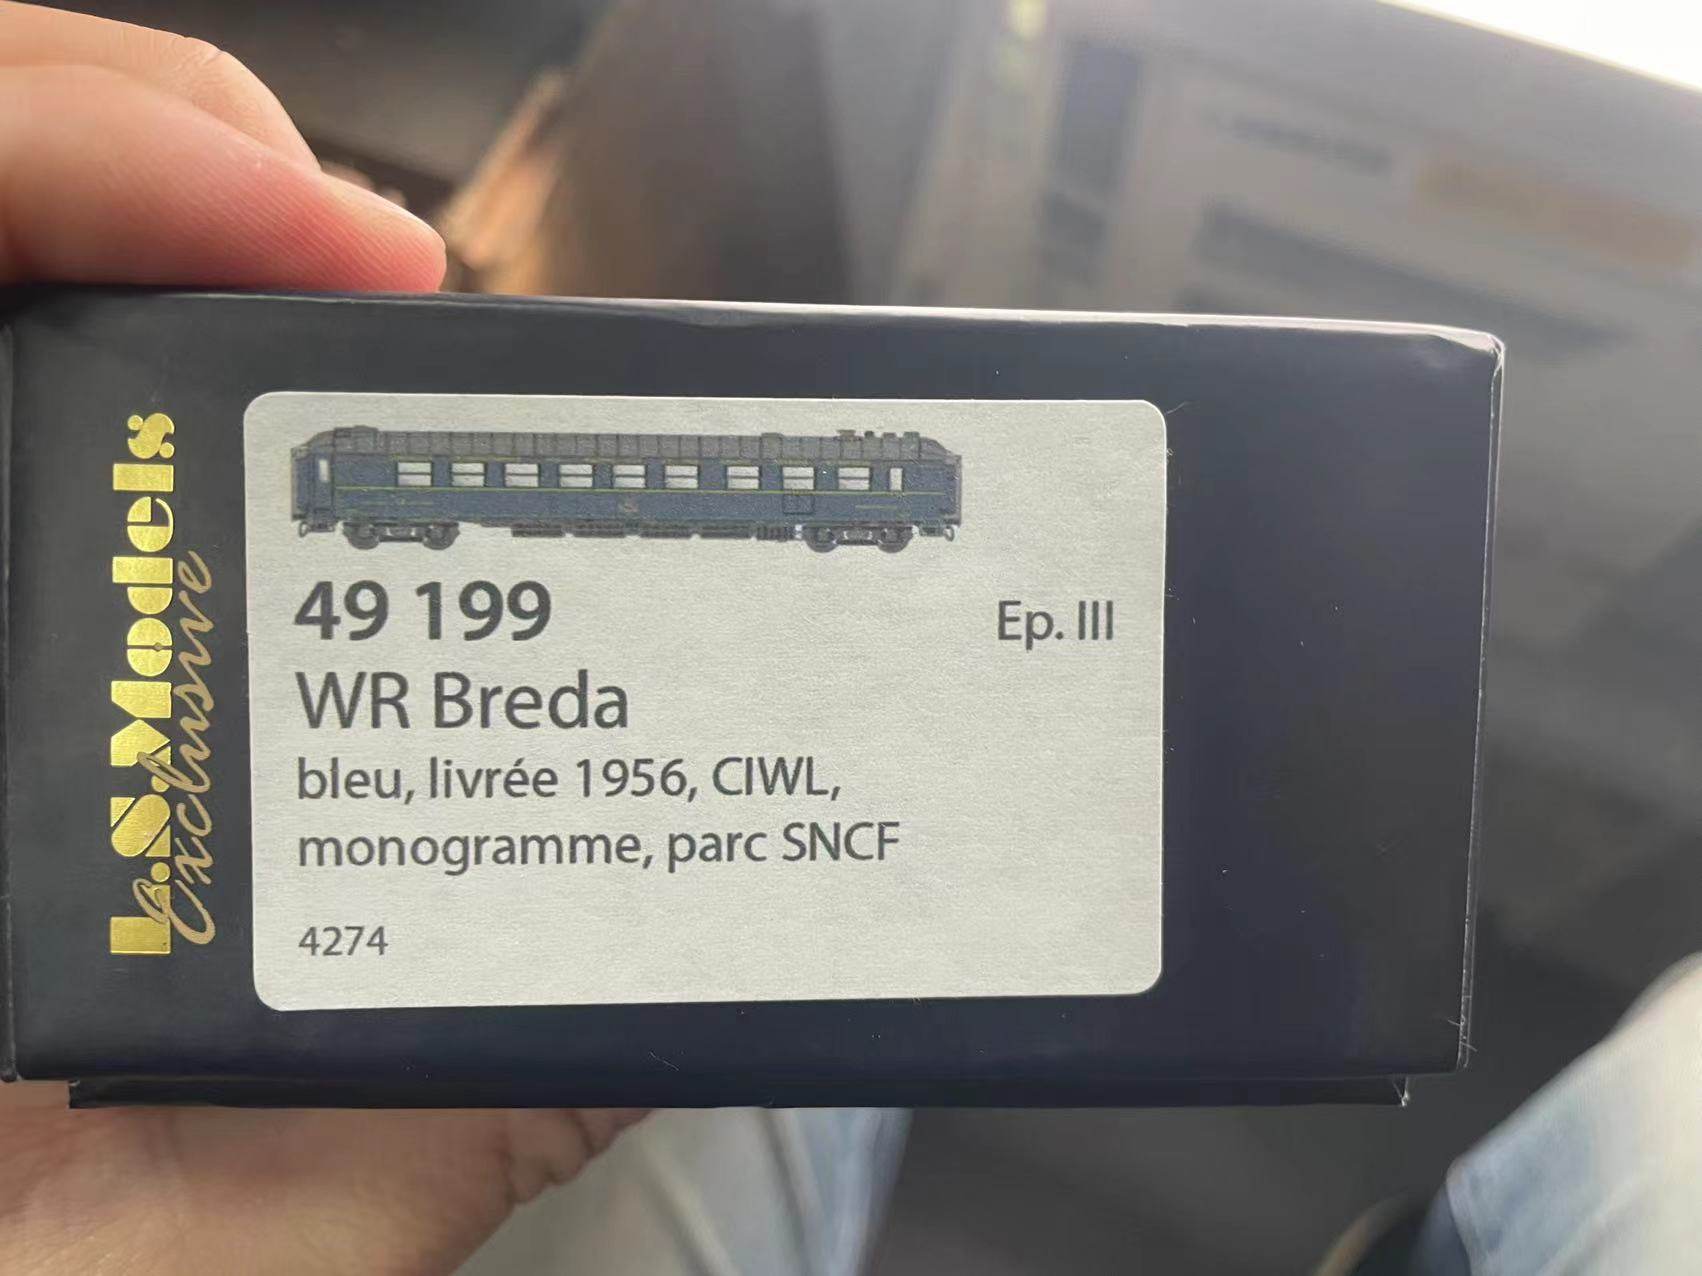 L.S.Models
exclusive
49 199
Ep. III
WR Breda
bleu, livrée 1956, CIWL,
monogramme, parc SNCF
4274